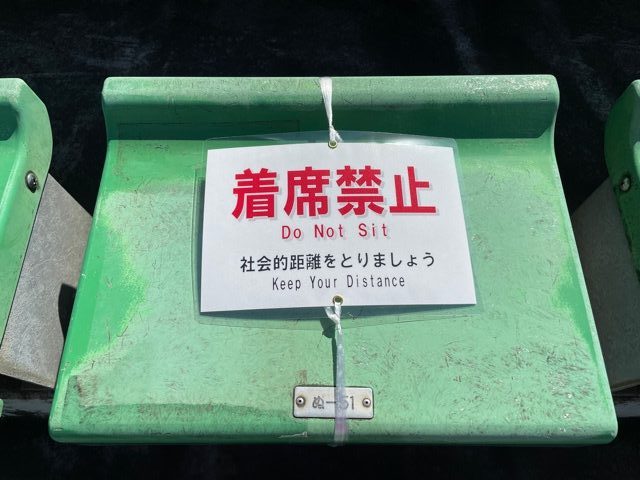 着席禁止
Do Not Sit
社会的距離をとりましょう
Keep Your Distance
ぬ-51